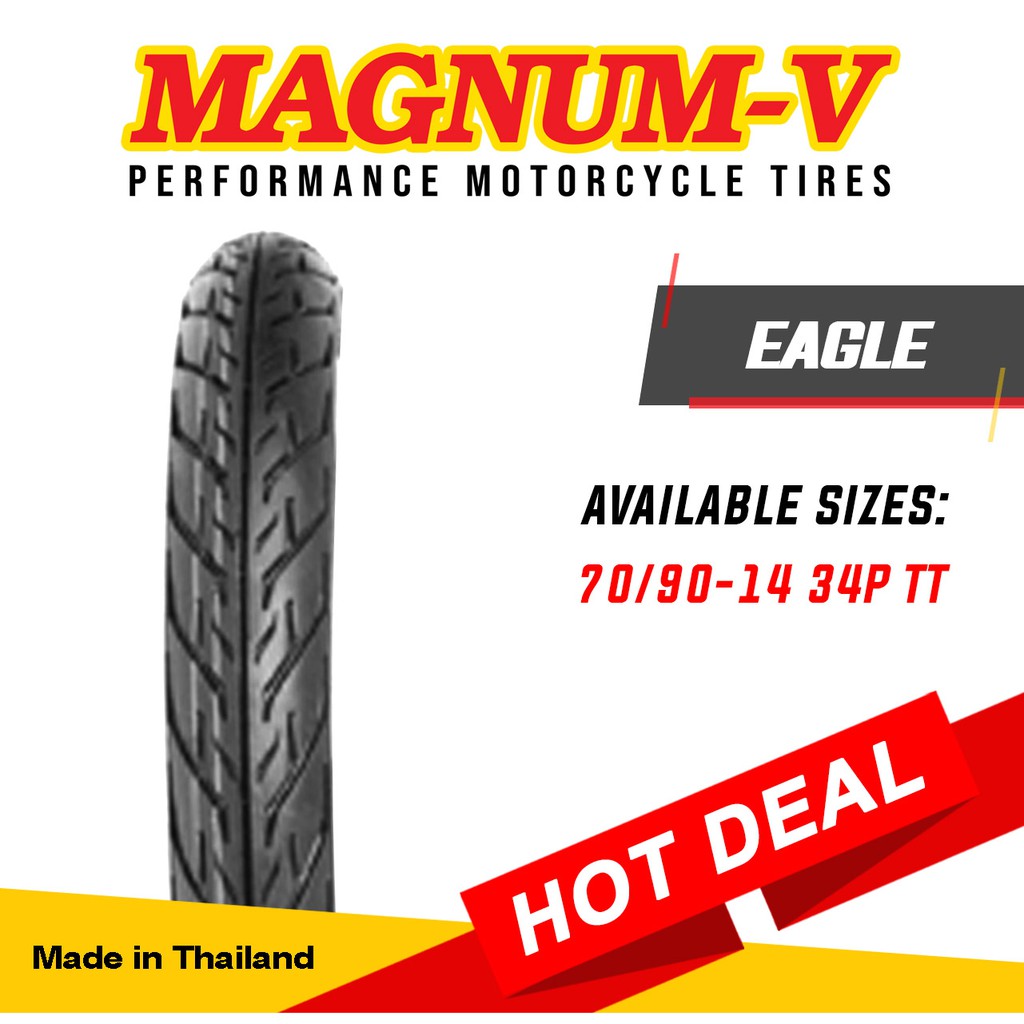 MAGNUM-V
PERFORMANCE MOTORCYCLE TIRES
EAGLE
AVAILABLE SIZES:
70/90-14 34P TT
HOT DEAL
Made in Thailand